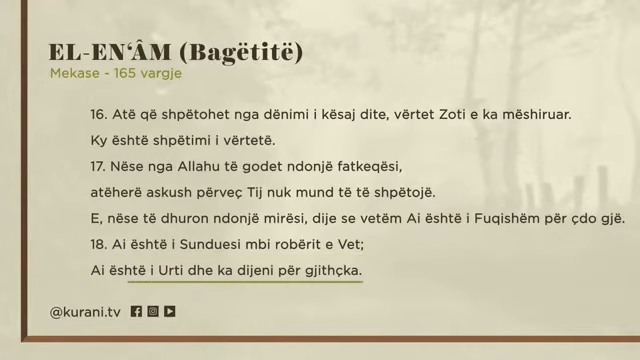 EL-EN‘ÂM (Bagëtitë)
Mekase - 165 vargje
16. Atë që shpëtohet nga dënimi i kësaj dite, vërtet Zoti e ka mëshiruar.
Ky është shpëtimi i vërtetë.
17. Nëse nga Allahu të godet ndonjë fatkeqësi,
atëherë askush përveç Tij nuk mund të të shpëtojë.
E, nëse të dhuron ndonjë mirësi, dije se vetëm Ai është i Fuqishëm për çdo gjë.
18. Ai është i Sunduesi mbi robërit e Vet;
Ai është i Urti dhe ka dijeni për gjithçka.
@kurani.tv